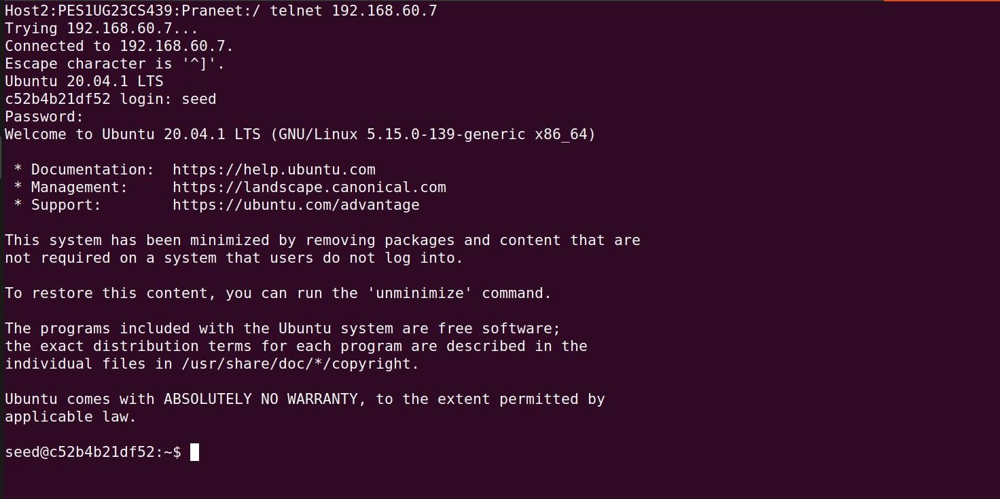 Host2:PES1UG23CS439:Praneet:/ telnet 192.168.60.7
Trying 192.168.60.7...
Connected to 192.168.60.7.
Escape character is '^]'.
Ubuntu 20.04.1 LTS
c52b4b21df52 login: seed
Password:
Welcome to Ubuntu 20.04.1 LTS (GNU/Linux 5.15.0-139-generic x86_64)

 * Documentation:  https://help.ubuntu.com
 * Management:     https://landscape.canonical.com
 * Support:        https://ubuntu.com/advantage

This system has been minimized by removing packages and content that are
not required on a system that users do not log into.

To restore this content, you can run the 'unminimize' command.

The programs included with the Ubuntu system are free software;
the exact distribution terms for each program are described in the
individual files in /usr/share/doc/*/copyright.

Ubuntu comes with ABSOLUTELY NO WARRANTY, to the extent permitted by
applicable law.

seed@c52b4b21df52:~$